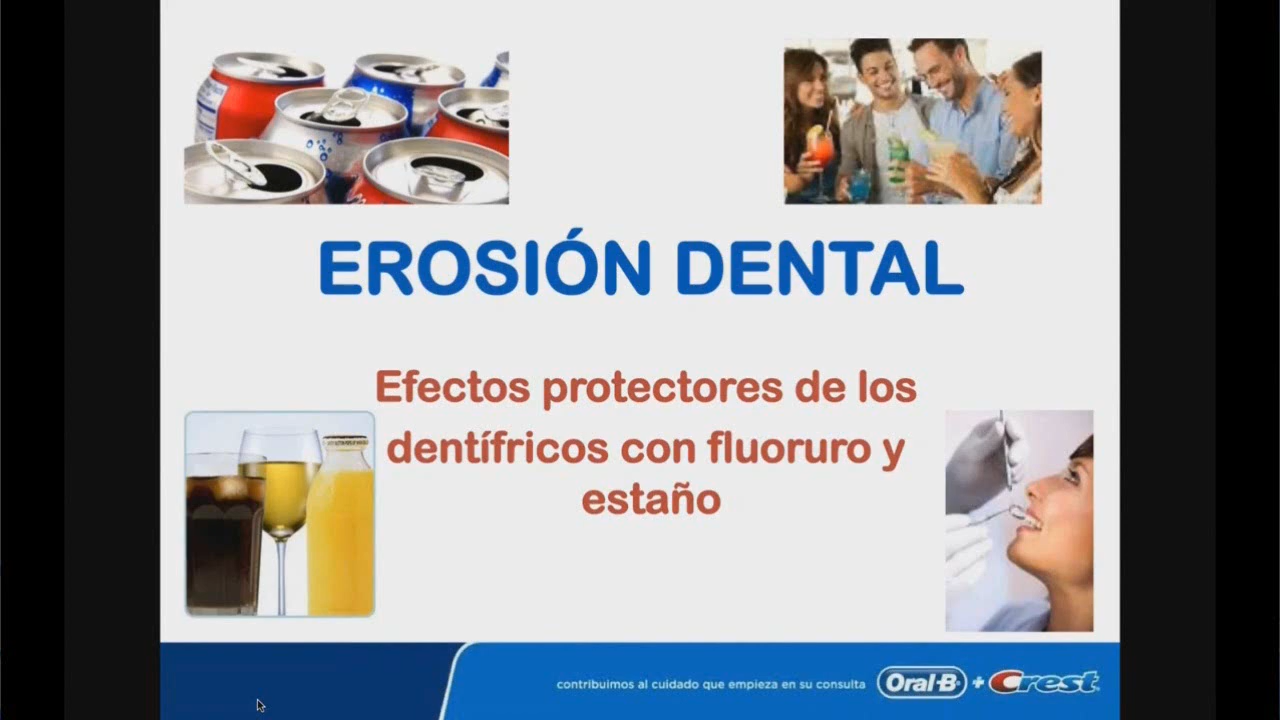 EROSIÓN DENTAL
Efectos protectores de los
dentífricos con fluoruro y
estaño
contribuimos al cuidado que empieza en su consulta
Oral-B + Crest